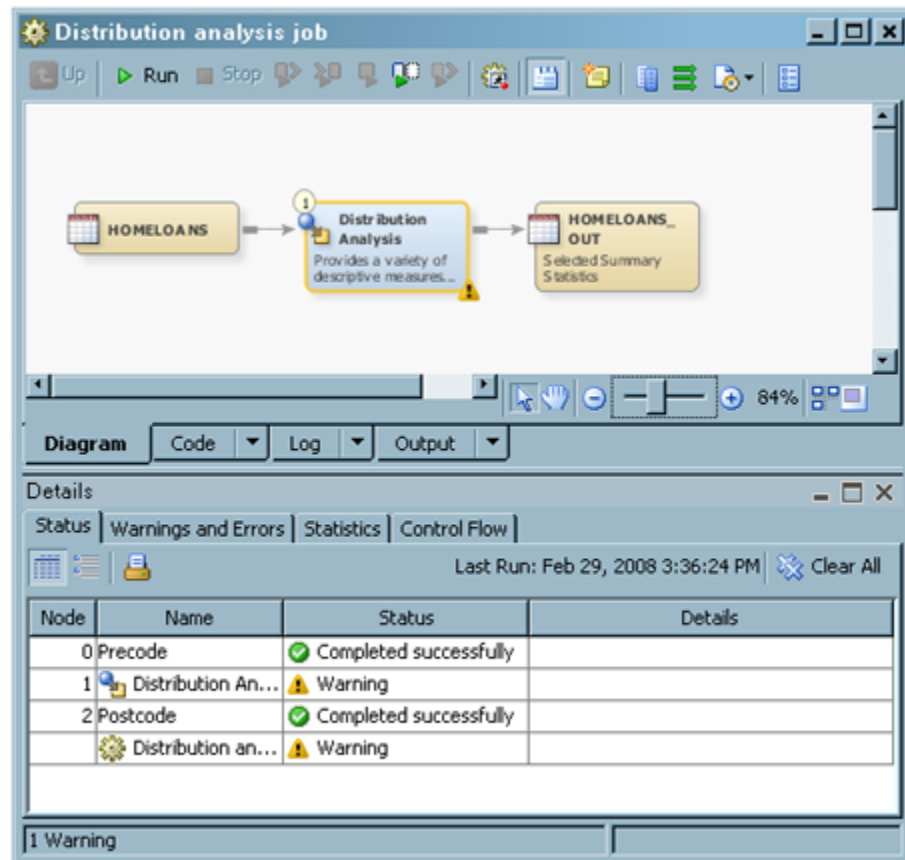 Distribution analysis job
Up Run Stop
1
HOMELOANS
Distribution
Analysis
Provides a variety of
descriptive measures...
HOMELOANS_
OUT
Selected Summary
Statistics
84%
Diagram Code Log Output
Details
Status Warnings and Errors Statistics Control Flow
Last Run: Feb 29, 2008 3:36:24 PM Clear All
Node Name Status Details
0 Precode Completed successfully
1 Distribution An... Warning
2 Postcode Completed successfully
Distribution an... Warning
1 Warning